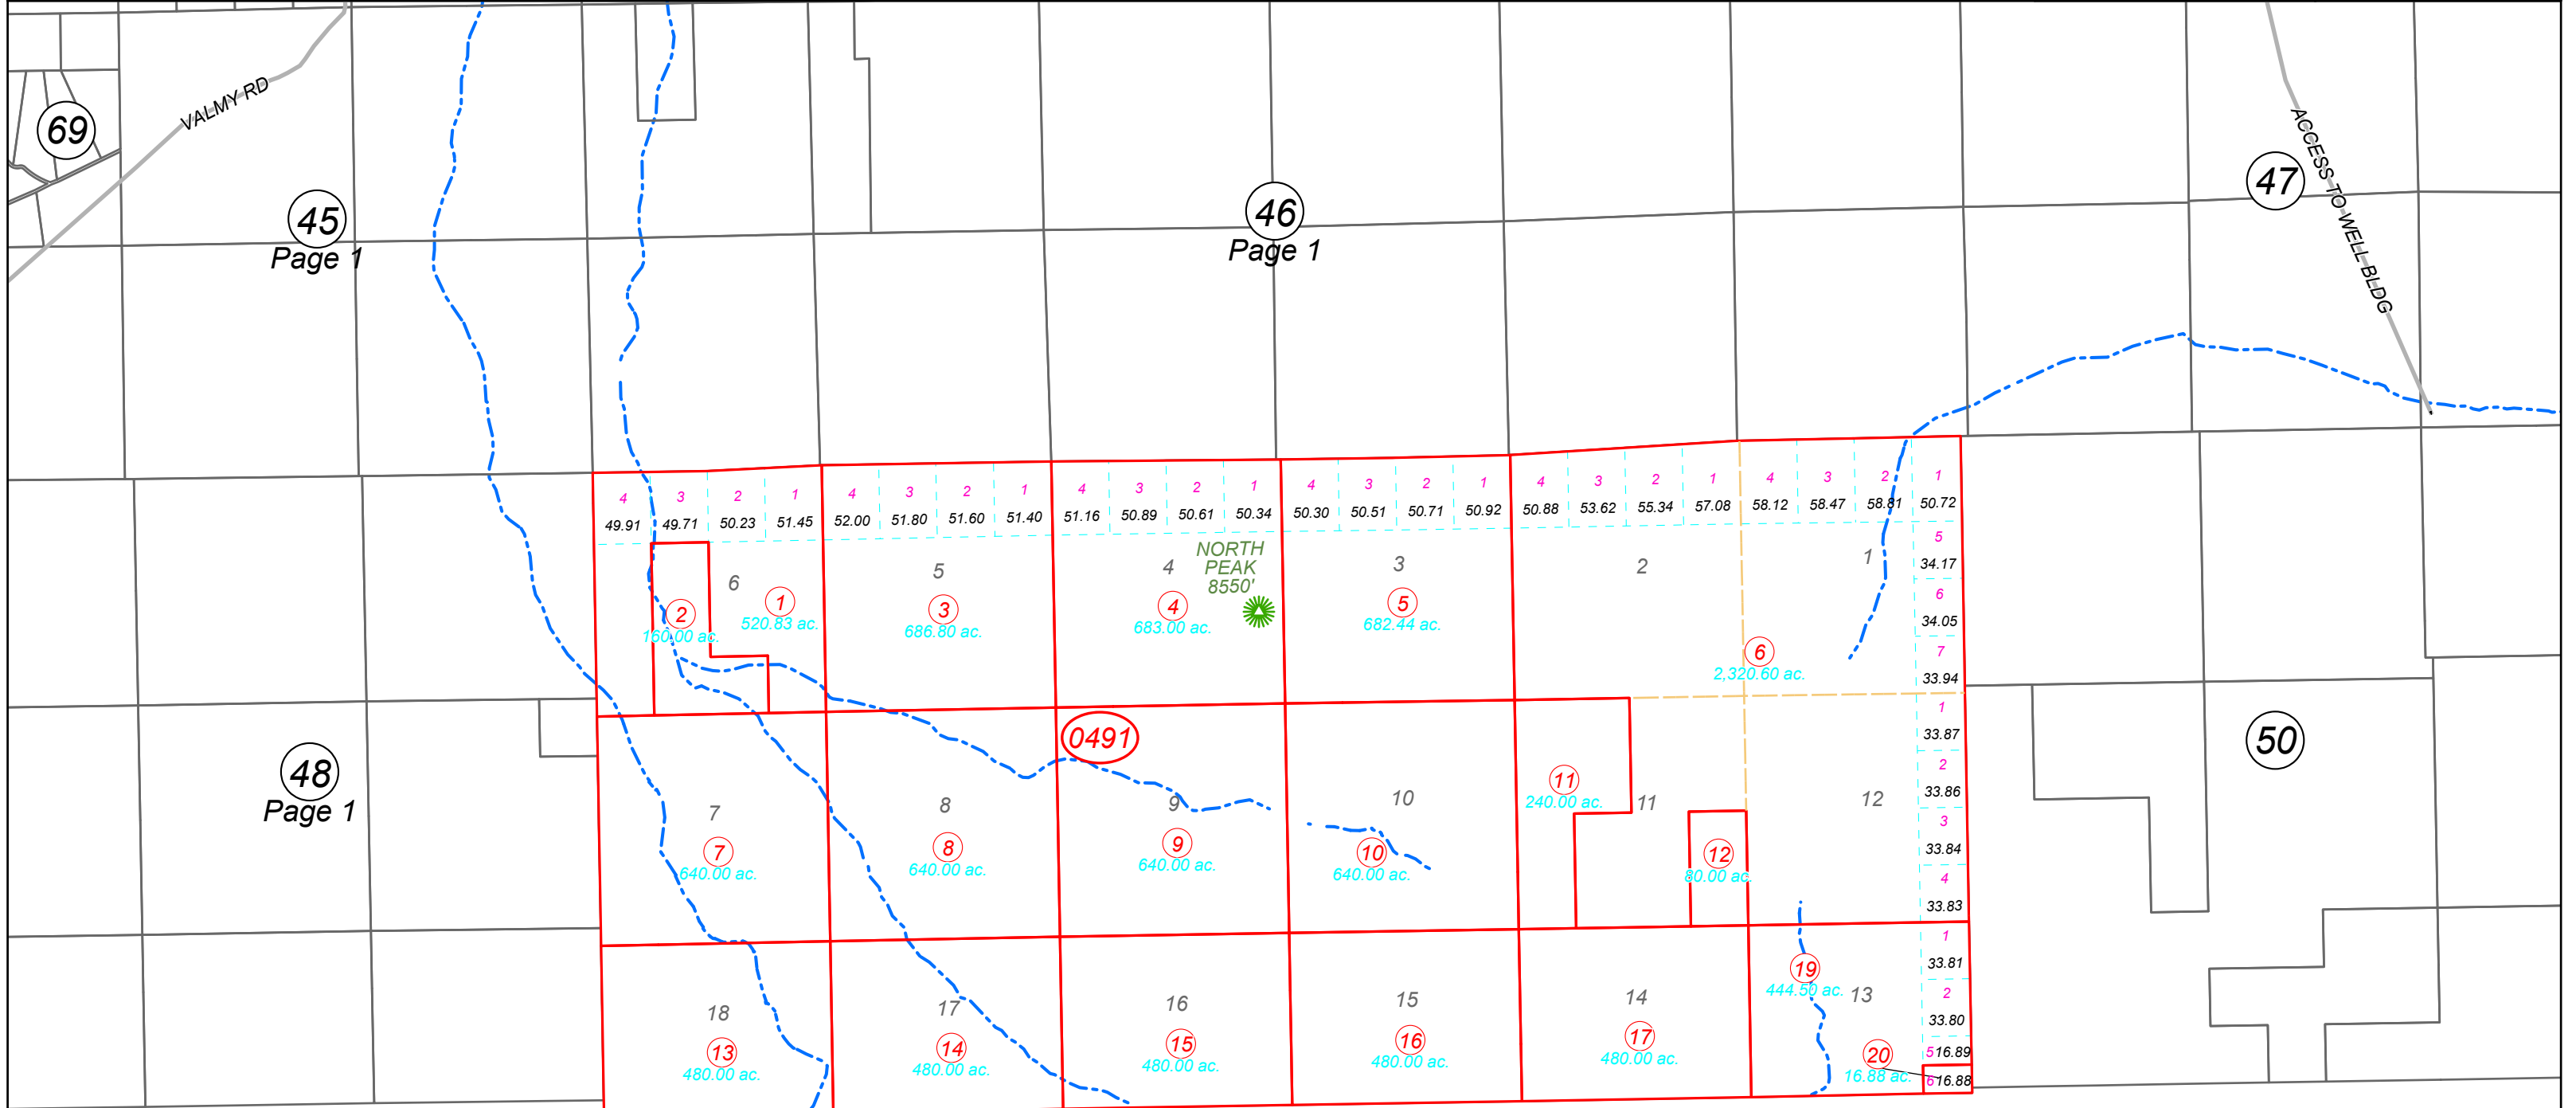 69
VALMY RD
45
Page 1
46
Page 1
47
ACCESS TO WELL BLDG
4 3 2 1 4 3 2 1 4 3 2 1 4 3 2 1 4 3 2 1 4 3 2 1
49.91 49.71 50.23 51.45 52.00 51.80 51.60 51.40 51.16 50.89 50.61 50.34 50.30 50.51 50.71 50.92 50.88 53.62 55.34 57.08 58.12 58.47 58.81 50.72
5
34.17
6
34.05
7
33.94
NORTH
PEAK
8550'
6 5 4 3 2 1
2
160.00 ac.
1
520.83 ac.
3
686.80 ac.
4
683.00 ac.
5
682.44 ac.
6
2,320.60 ac.
0491
48
Page 1
50
7 8 9 10 11 12
7
640.00 ac.
8
640.00 ac.
9
640.00 ac.
10
640.00 ac.
11
240.00 ac.
12
80.00 ac.
1
33.87
2
33.86
3
33.84
4
33.83
18 17 16 15 14 13
13
480.00 ac.
14
480.00 ac.
15
480.00 ac.
16
480.00 ac.
17
480.00 ac.
19
444.50 ac.
20
16.88 ac.
1
33.81
2
33.80
5 16.89
6 16.88